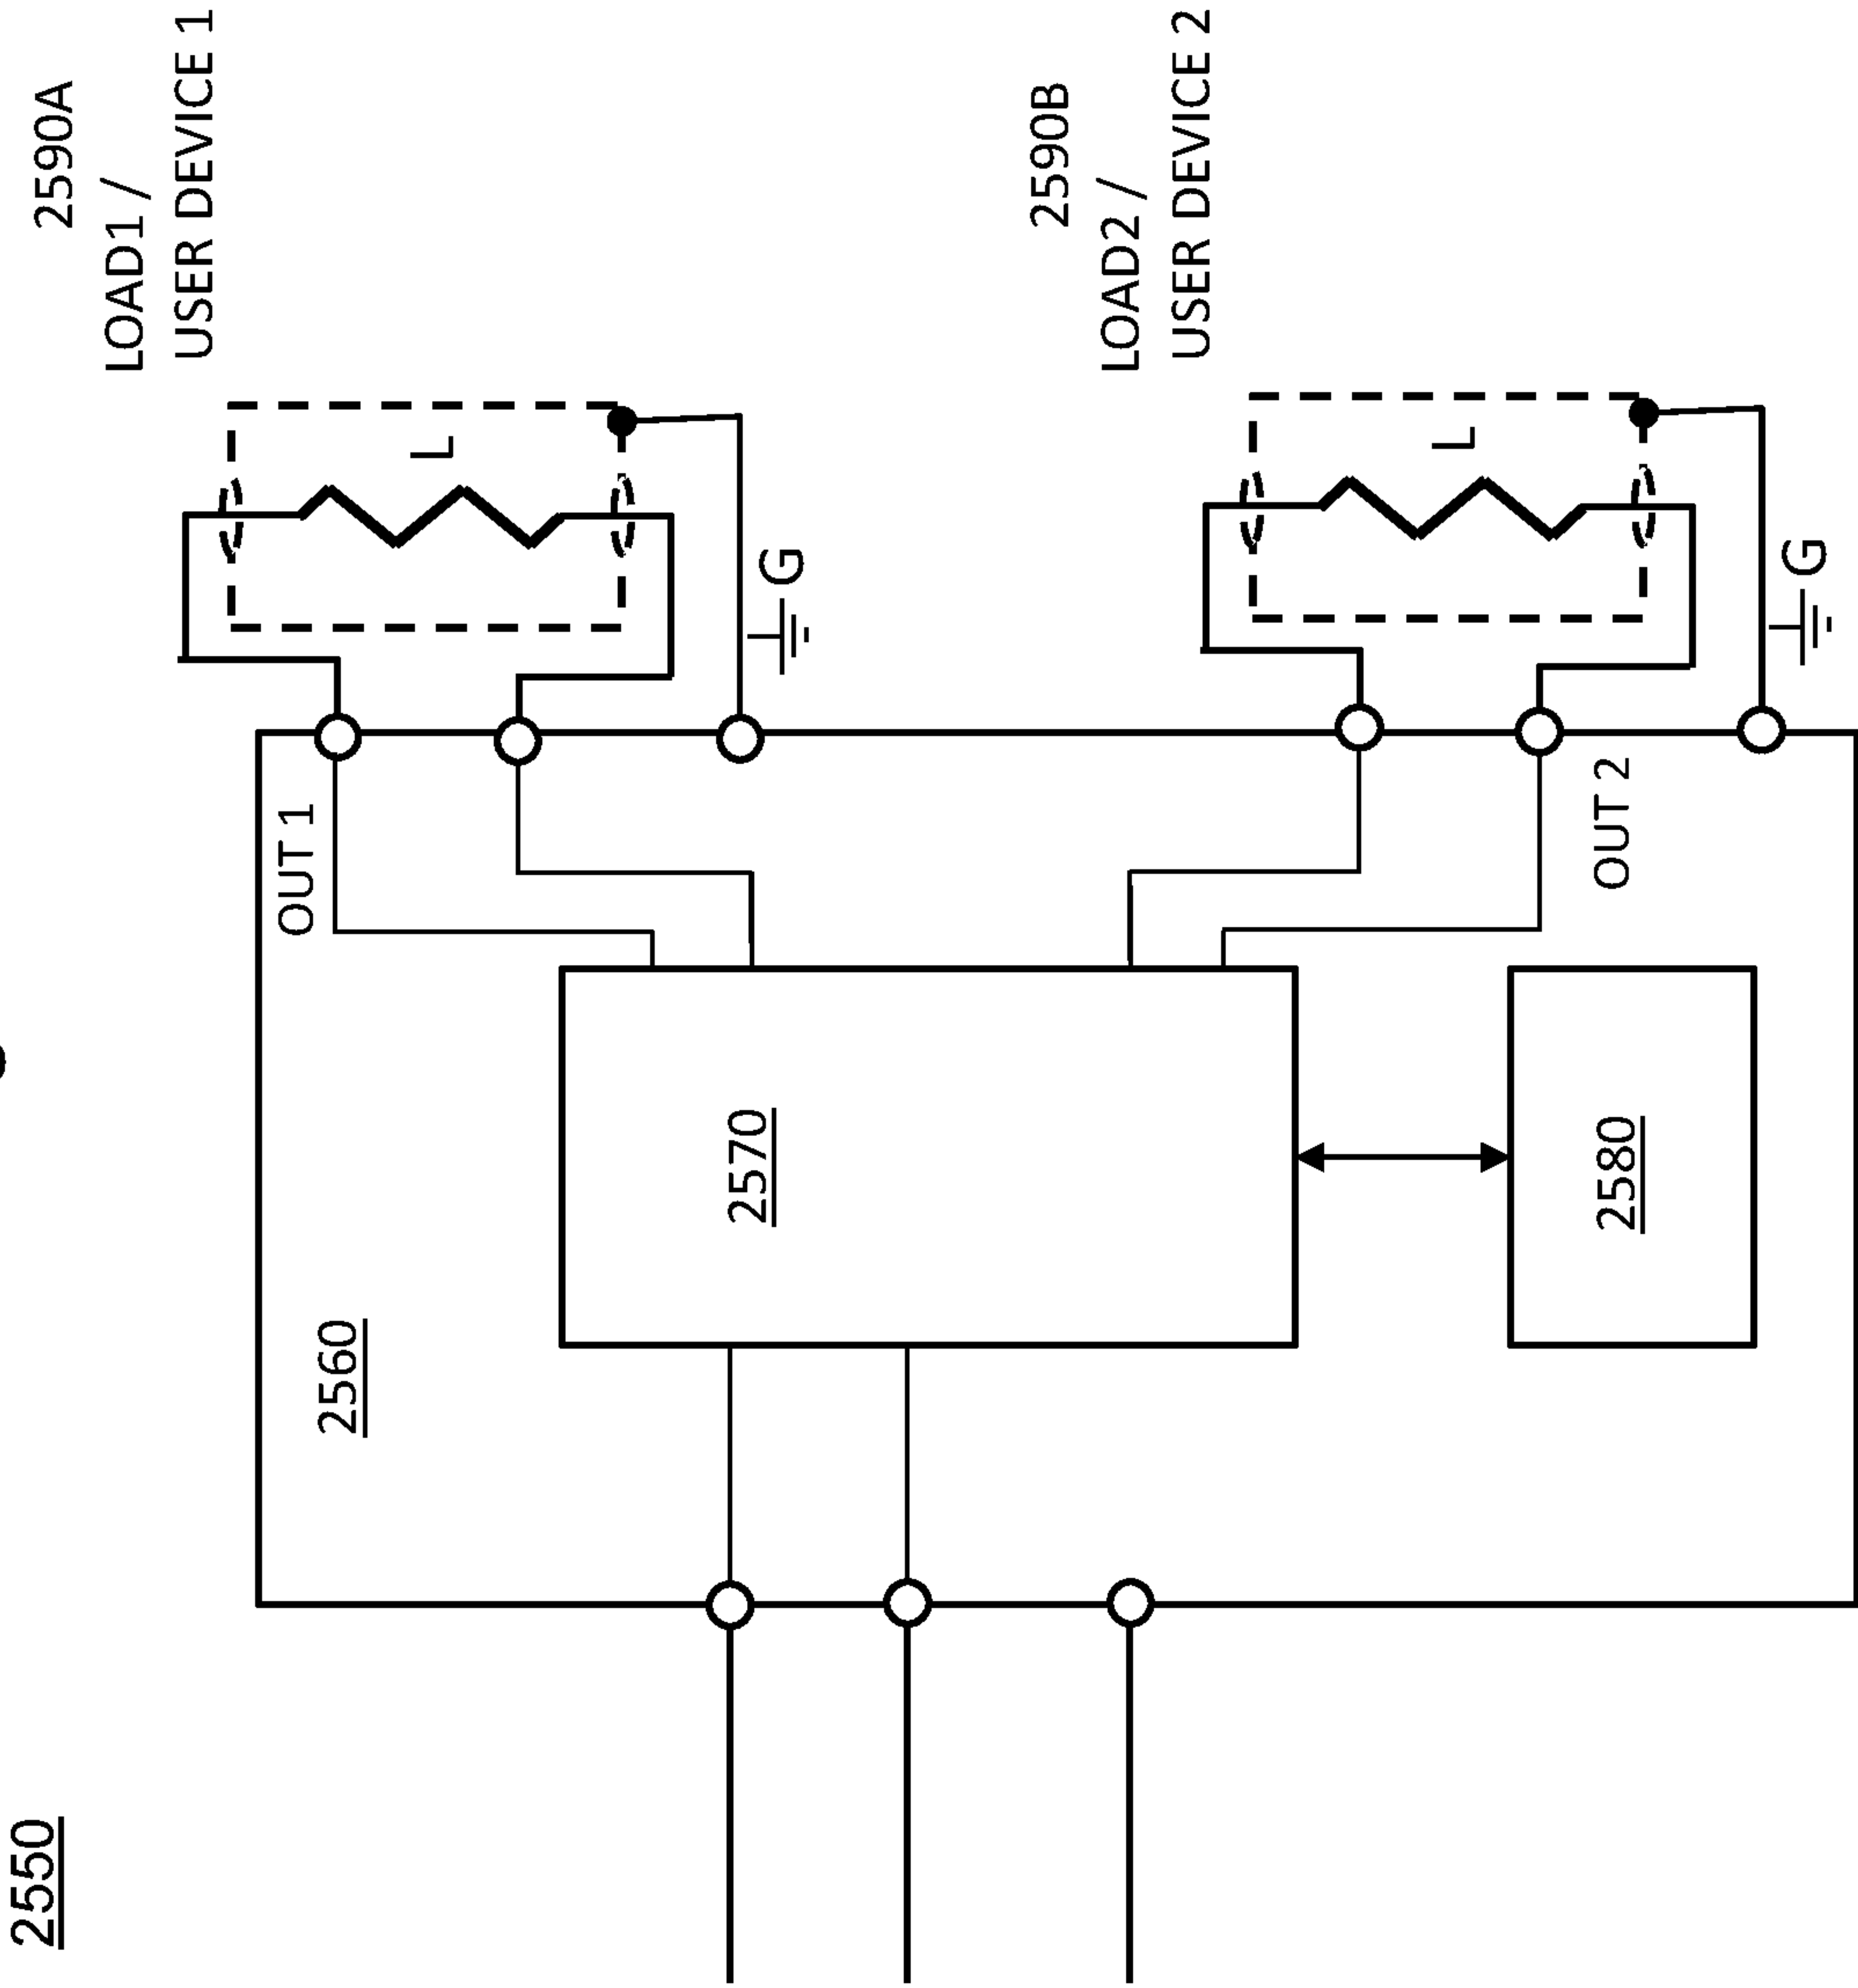 2550
2590A
LOAD1 /
USER DEVICE 1
L
G
OUT 1
2560
2570
2590B
LOAD2 /
USER DEVICE 2
L
G
OUT 2
2580